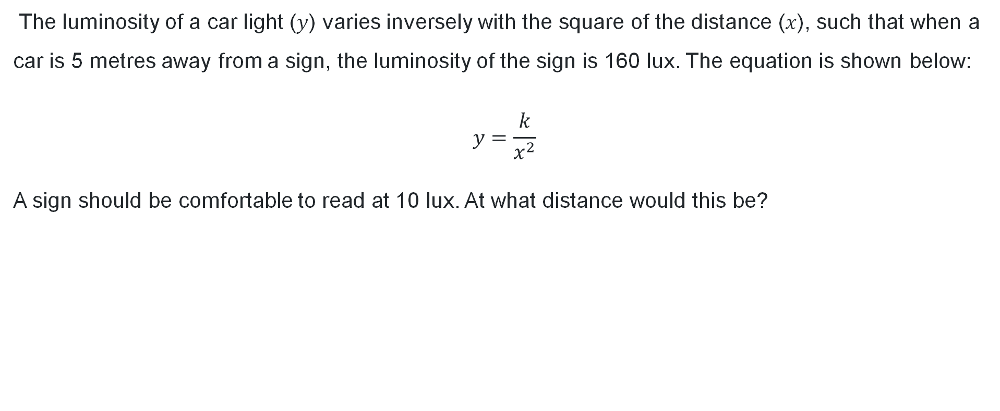 The luminosity of a car light (y) varies inversely with the square of the distance (x), such that when a
car is 5 metres away from a sign, the luminosity of the sign is 160 lux. The equation is shown below:
y = k/x²
A sign should be comfortable to read at 10 lux. At what distance would this be?